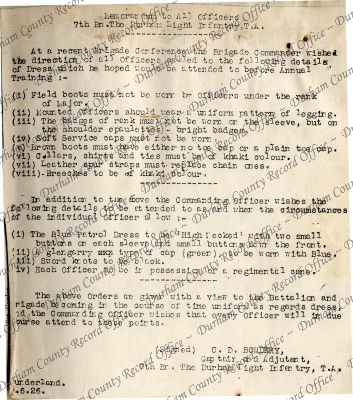 Memorandum to All Officers
7th Bn. The Durham Light Infantry, T.A.
At a recent Brigade Conference the Brigade Commander wished
the direction of all Officers called to the following details
of Dress which he hoped would be attended to before Annual
Training :-
(i) Field boots must not be worn by officers under the rank
of Major.
(ii) Mounted Officers should wear a uniform pattern of legging.
(iii) The badges of rank must not be worn on the sleeve, but on
the shoulder epaulettes - bright badges.
(iv) Soft Service caps must not be worn.
(v) Brown boots must have either no toe cap or a plain toe cap.
(vi) Collars, shirts and ties must be of khaki colour.
(vii) Leather spur straps must replace chain ones.
(viii).Breeches to be of khaki colour.
In addition to the above the Commanding Officer wishes the
following details to be attended to as and when the circumstances
of the individual Officer allow :-
(i) The Blue Patrol Dress to be High necked with two small
buttons on each sleeve and small buttons down the front.
(ii) A glengarry type of cap (green) to be worn with Blue.
(iii) Sword knots to be black.
(iv) Each Officer to be in possession of a regimental cane.
The above Orders are given with a view to the Battalion and
Brigade becoming in the course of time uniform as regards dress,
and the Commanding Officer wishes that every officer will in due
course attend to these points.
(Signed) C. D.
Captain and Adjutant,
7th Bn. The Durham Light Infantry, T.A.
Sunderland.
.6.26.
Durham County Record Office